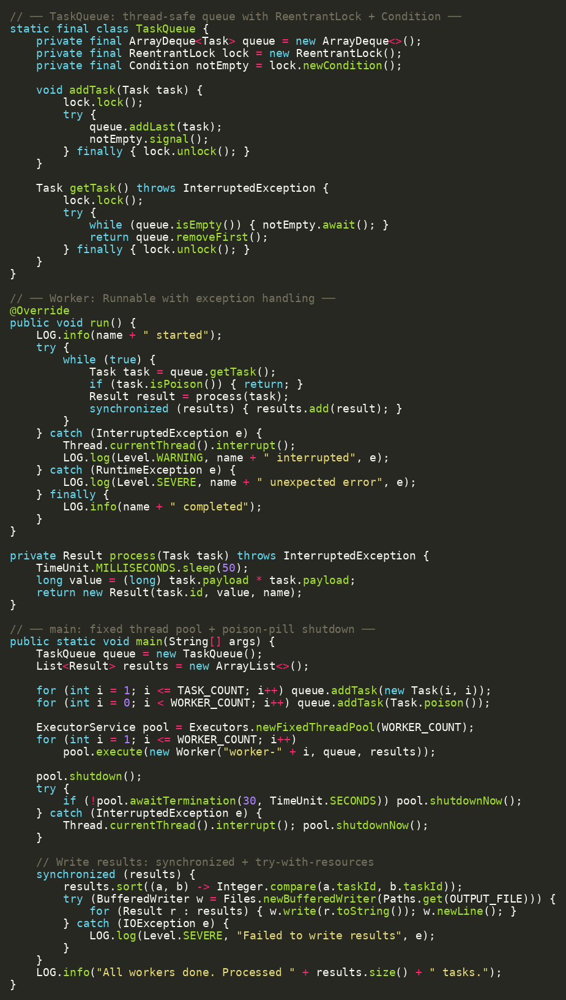 // ── TaskQueue: thread-safe queue with ReentrantLock + Condition ──
static final class TaskQueue {
    private final ArrayDeque<Task> queue = new ArrayDeque<>();
    private final ReentrantLock lock = new ReentrantLock();
    private final Condition notEmpty = lock.newCondition();

    void addTask(Task task) {
        lock.lock();
        try {
            queue.addLast(task);
            notEmpty.signal();
        } finally { lock.unlock(); }
    }

    Task getTask() throws InterruptedException {
        lock.lock();
        try {
            while (queue.isEmpty()) { notEmpty.await(); }
            return queue.removeFirst();
        } finally { lock.unlock(); }
    }
}

// ── Worker: Runnable with exception handling ──
@Override
public void run() {
    LOG.info(name + " started");
    try {
        while (true) {
            Task task = queue.getTask();
            if (task.isPoison()) { return; }
            Result result = process(task);
            synchronized (results) { results.add(result); }
        }
    } catch (InterruptedException e) {
        Thread.currentThread().interrupt();
        LOG.log(Level.WARNING, name + " interrupted", e);
    } catch (RuntimeException e) {
        LOG.log(Level.SEVERE, name + " unexpected error", e);
    } finally {
        LOG.info(name + " completed");
    }
}

private Result process(Task task) throws InterruptedException {
    TimeUnit.MILLISECONDS.sleep(50);
    long value = (long) task.payload * task.payload;
    return new Result(task.id, value, name);
}

// ── main: fixed thread pool + poison-pill shutdown ──
public static void main(String[] args) {
    TaskQueue queue = new TaskQueue();
    List<Result> results = new ArrayList<>();

    for (int i = 1; i <= TASK_COUNT; i++) queue.addTask(new Task(i, i));
    for (int i = 0; i < WORKER_COUNT; i++) queue.addTask(Task.poison());

    ExecutorService pool = Executors.newFixedThreadPool(WORKER_COUNT);
    for (int i = 1; i <= WORKER_COUNT; i++)
        pool.execute(new Worker("worker-" + i, queue, results));

    pool.shutdown();
    try {
        if (!pool.awaitTermination(30, TimeUnit.SECONDS)) pool.shutdownNow();
    } catch (InterruptedException e) {
        Thread.currentThread().interrupt(); pool.shutdownNow();
    }

    // Write results: synchronized + try-with-resources
    synchronized (results) {
        results.sort((a, b) -> Integer.compare(a.taskId, b.taskId));
        try (BufferedWriter w = Files.newBufferedWriter(Paths.get(OUTPUT_FILE))) {
            for (Result r : results) { w.write(r.toString()); w.newLine(); }
        } catch (IOException e) {
            LOG.log(Level.SEVERE, "Failed to write results", e);
        }
    }
    LOG.info("All workers done. Processed " + results.size() + " tasks.");
}